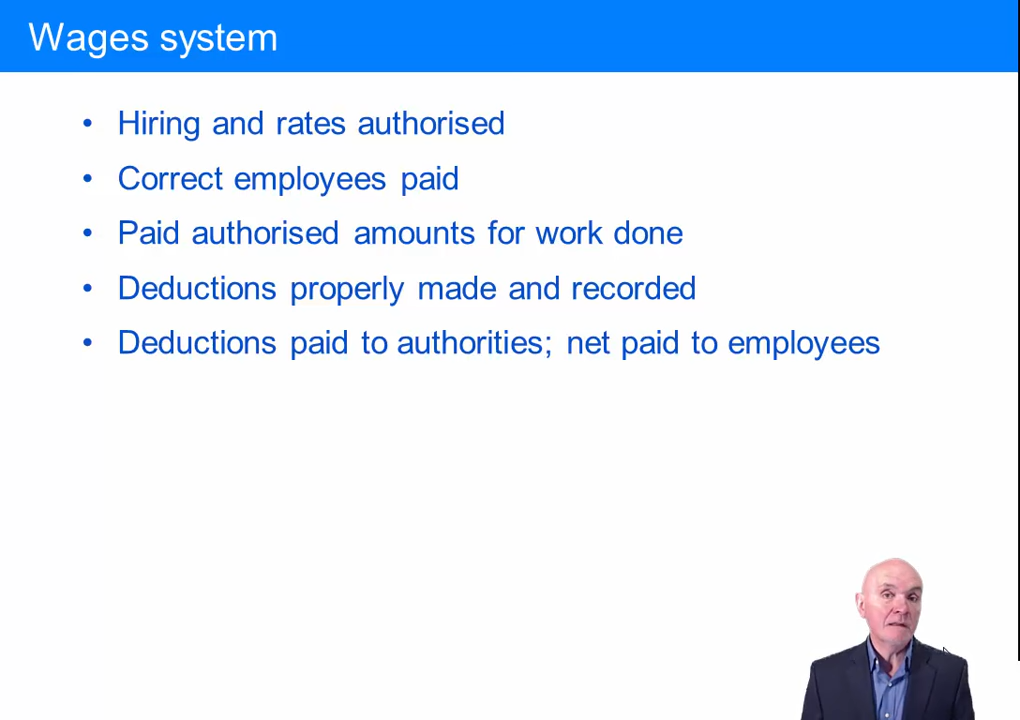 Wages system
• Hiring and rates authorised
• Correct employees paid
• Paid authorised amounts for work done
• Deductions properly made and recorded
• Deductions paid to authorities; net paid to employees